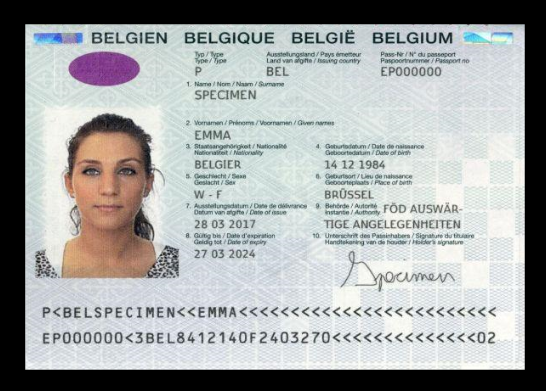 BELGIEN BELGIQUE BELGIË BELGIUM
Typ / Type
Type / Type
Ausstellungsland / Pays émetteur
Land van afgifte / Issuing country
Pass-Nr / N° du passeport
Paspoortnummer / Passport no
P BEL EP000000
1. Name / Nom / Naam / Surname
SPECIMEN
2. Vornamen / Prénoms / Voornamen / Given names
EMMA
3. Staatsangehörigkeit / Nationalité
Nationaliteit / Nationality
4. Geburtsdatum / Date de naissance
Geboortedatum / Date of birth
BELGIER 14 12 1984
5. Geschlecht / Sexe
Geslacht / Sex
6. Geburtsort / Lieu de naissance
Geboorteplaats / Place of birth
W - F BRÜSSEL
7. Ausstellungsdatum / Date de délivrance
Datum van afgifte / Date of issue
9. Behörde / Autorité
Instantie / Authority
FÖD AUSWÄR-
28 03 2017 TIGE ANGELEGENHEITEN
8. Gültig bis / Date d'expiration
Geldig tot / Date of expiry
10. Unterschrift des Passinhabers / Signature du titulaire
Handtekening van de houder / Holder's signature
27 03 2024
Specimen
P<BELSPECIMEN<<EMMA<<<<<<<<<<<<<<<<<<<<<<<<<
EP000000<3BEL8412140F2403270<<<<<<<<<<<<<<02